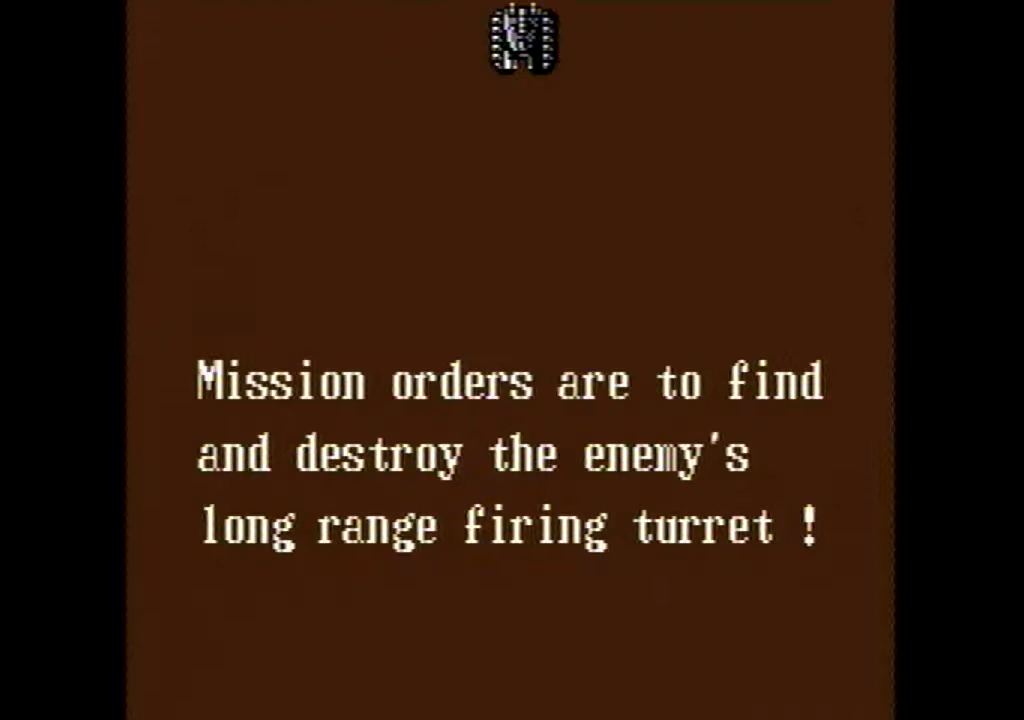 Mission orders are to find
and destroy the enemy's
long range firing turret !